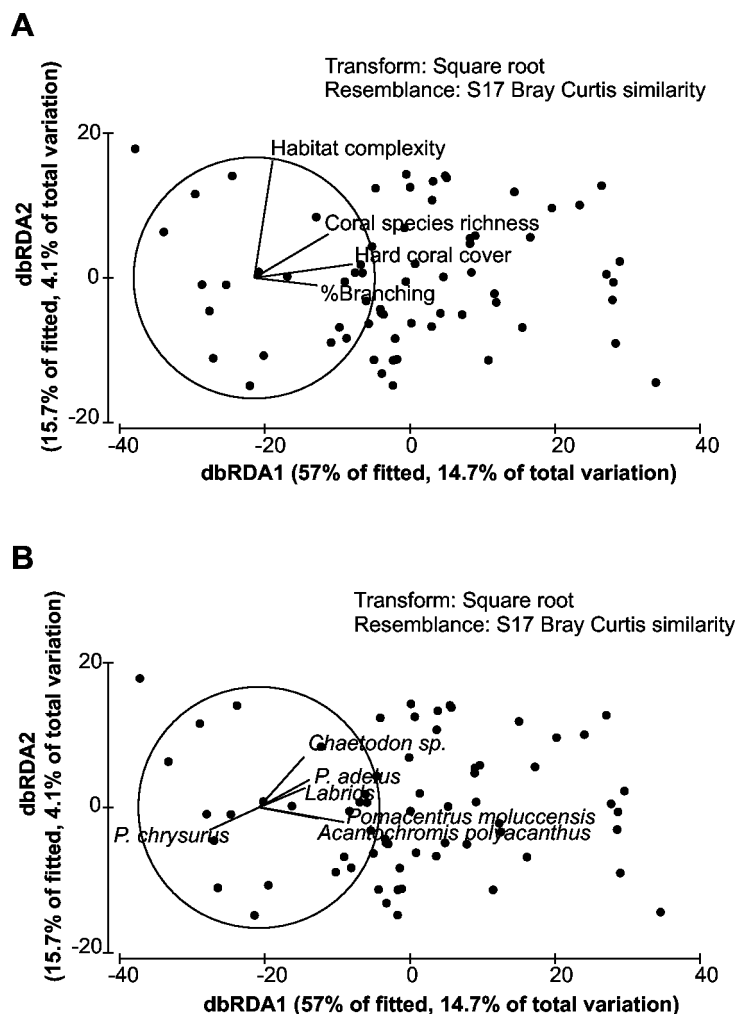 A
Transform: Square root
Resemblance: S17 Bray Curtis similarity
dbRDA2
(15.7% of fitted, 4.1% of total variation)
20
0
-20
Habitat complexity
Coral species richness
Hard coral cover
%Branching
-40
-20
0
20
40
dbRDA1 (57% of fitted, 14.7% of total variation)
B
Transform: Square root
Resemblance: S17 Bray Curtis similarity
dbRDA2
(15.7% of fitted, 4.1% of total variation)
20
0
-20
Chaetodon sp.
P. adelus
Labrids
Pomacentrus moluccensis
Acantochromis polyacanthus
P. chrysurus
-40
-20
0
20
40
dbRDA1 (57% of fitted, 14.7% of total variation)